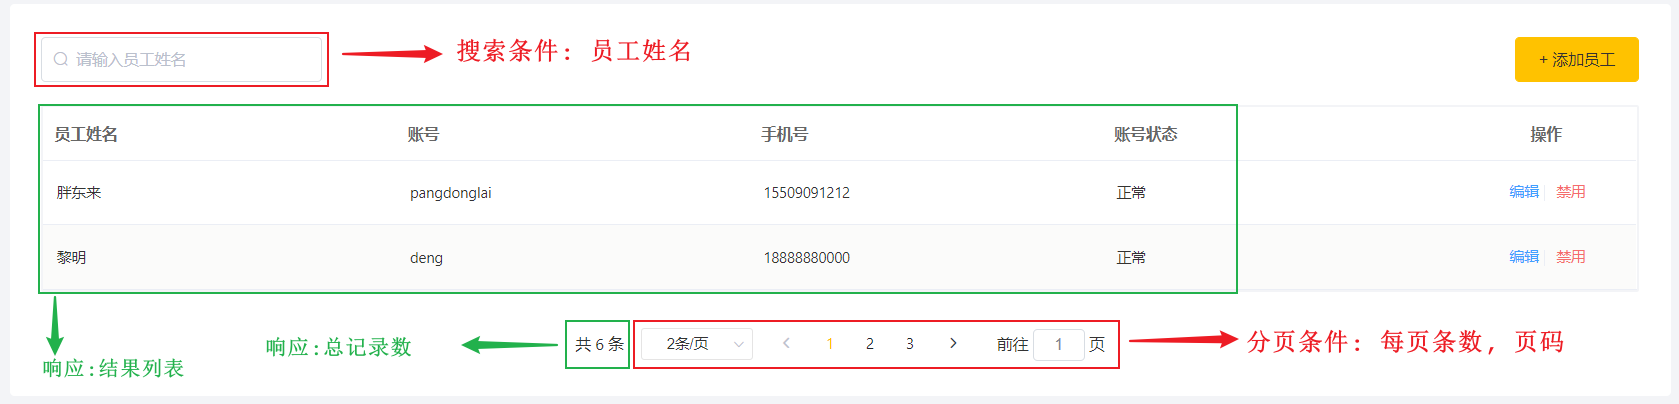 请输入员工姓名
搜索条件：员工姓名
+ 添加员工
员工姓名 账号 手机号 账号状态 操作
胖东来 pangdonglai 15509091212 正常 编辑 禁用
黎明 deng 18888880000 正常 编辑 禁用
响应:结果列表
响应:总记录数
共 6 条 2条/页 1 2 3 前往 1 页
分页条件：每页条数，页码